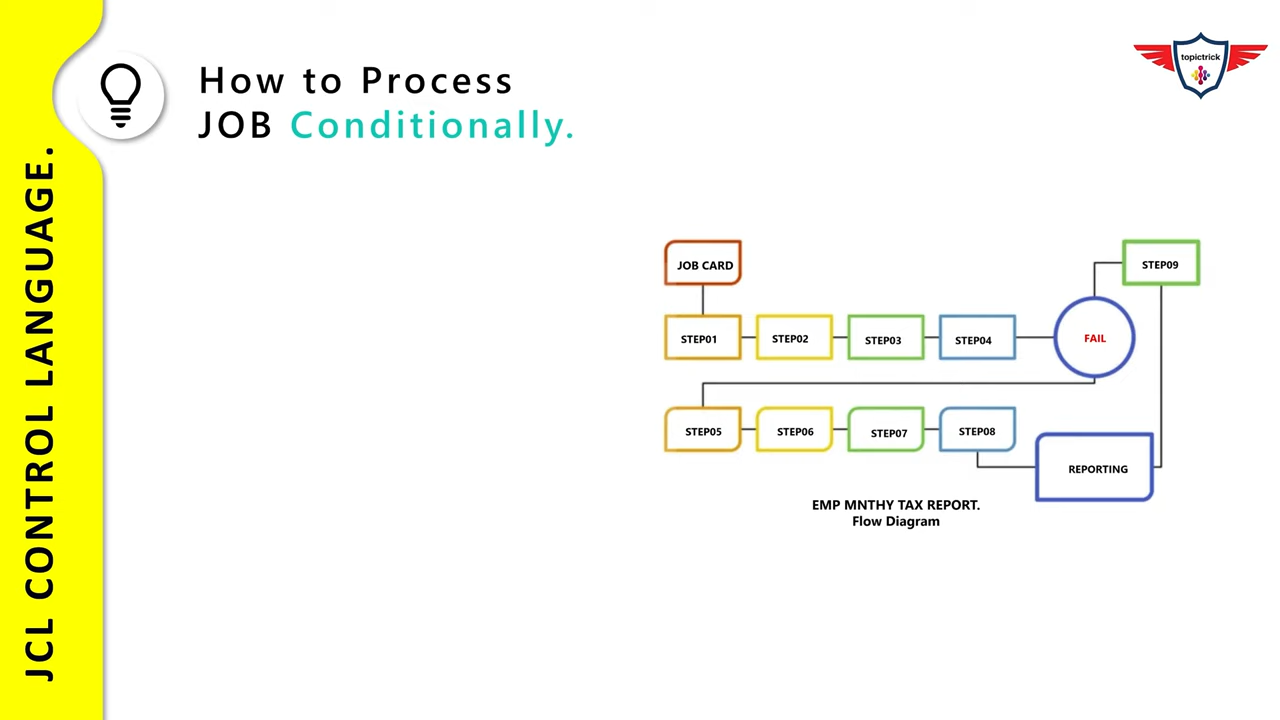 JCL CONTROL LANGUAGE.
How to Process
JOB Conditionally.
topictrick
JOB CARD
STEP09
STEP01
STEP02
STEP03
STEP04
FAIL
STEP05
STEP06
STEP07
STEP08
REPORTING
EMP MNTHY TAX REPORT.
Flow Diagram